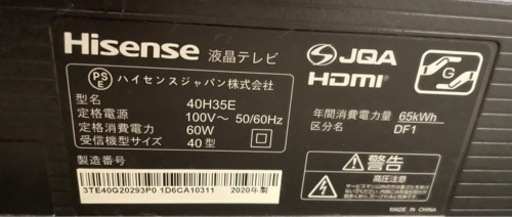 Hisense 液晶テレビ
PS
E
ハイセンスジャパン株式会社
型名 40H35E
定格電源 100V～ 50/60Hz
定格消費電力 60W
受信機型サイズ 40型
製造番号
3TE40G20293P0 1D6CA10311 2020年製
JQA
HDMI
G
年間消費電力量 65kWh
区分名 DF1
警告
高圧注意
MADE IN CHINA